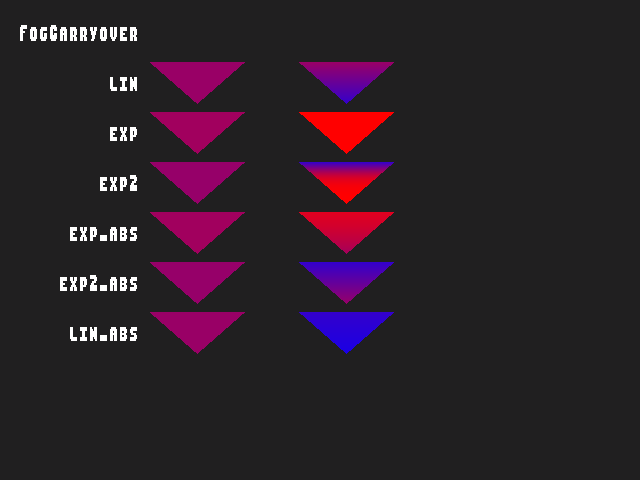 FogCarryover
LIN
EXP
EXP2
EXP_ABS
EXP2_ABS
LIN_ABS